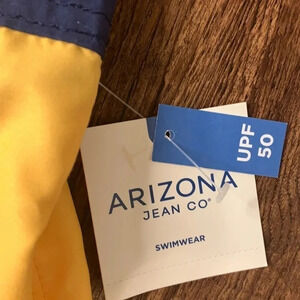 ARIZONA
JEAN CO®
SWIMWEAR
UPF
50